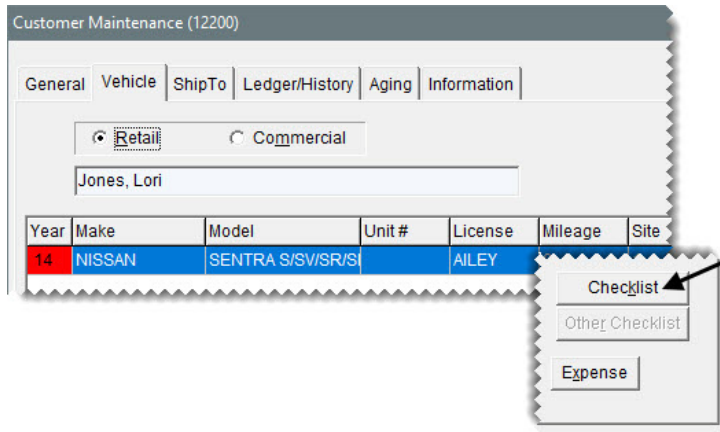 Customer Maintenance (12200)
General Vehicle ShipTo Ledger/History Aging Information
Retail Commercial
Jones, Lori
Year Make Model Unit # License Mileage Site
14 NISSAN SENTRA S/SV/SR/S AILEY
Checklist
Other Checklist
Expense